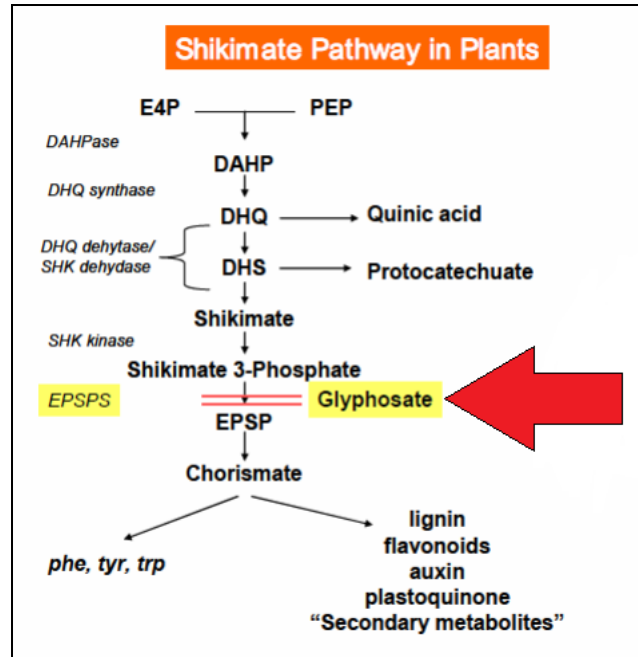 Shikimate Pathway in Plants
E4P PEP
DAHPase
DAHP
DHQ synthase
DHQ Quinic acid
DHQ dehytase/
SHK dehydase
DHS Protocatechuate
Shikimate
SHK kinase
Shikimate 3-Phosphate
EPSPS Glyphosate
EPSP
Chorismate
phe, tyr, trp
lignin
flavonoids
auxin
plastoquinone
“Secondary metabolites”